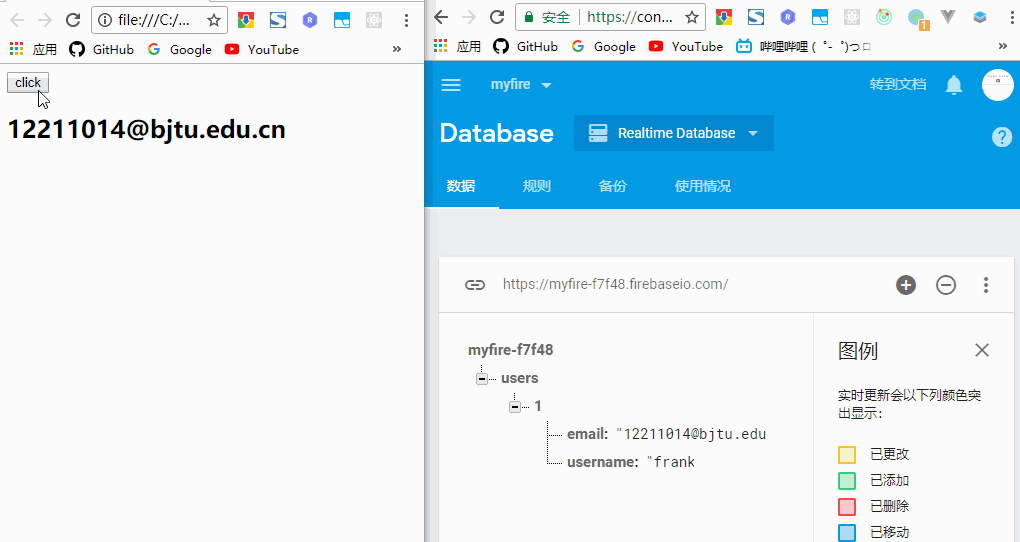 file:///C:/...
应用 GitHub Google YouTube »
click
12211014@bjtu.edu.cn
安全 https://con...
1
应用 GitHub Google YouTube 哔哩哔哩 ( ゜- ゜)つロ »
myfire 转到文档
Database Realtime Database ?
数据 规则 备份 使用情况
https://myfire-f7f48.firebaseio.com/
myfire-f7f48
users
1
email: "12211014@bjtu.edu
username: "frank
图例
实时更新会以下列颜色突
出显示:
已更改
已添加
已删除
已移动